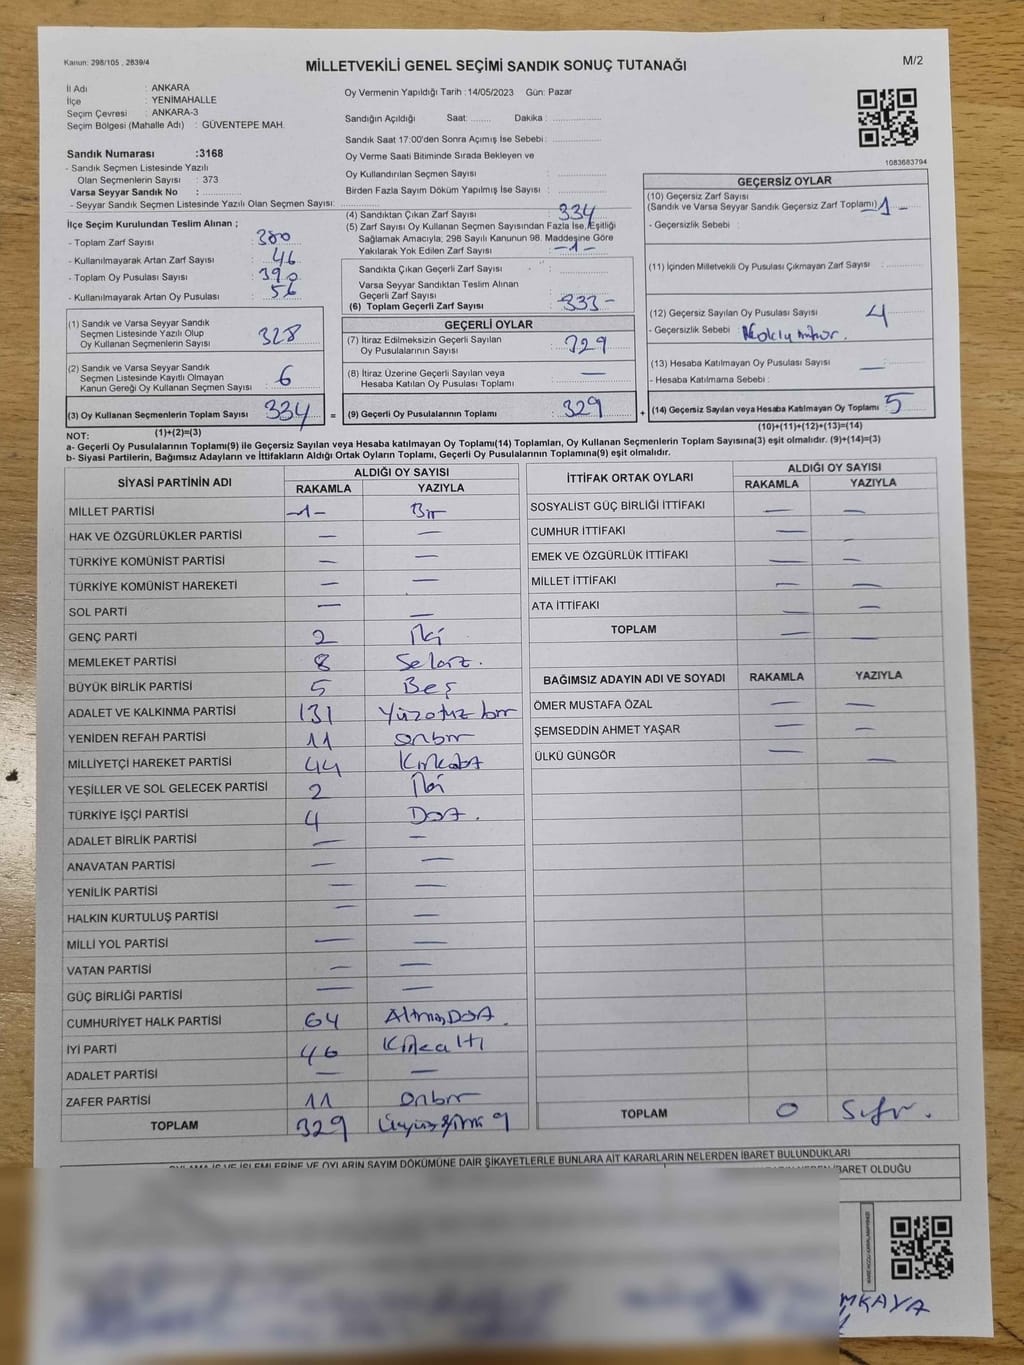 Kanun: 298/105 , 2839/4
MİLLETVEKİLİ GENEL SEÇİMİ SANDIK SONUÇ TUTANAĞI
M/2
İl Adı : ANKARA
İlçe : YENİMAHALLE
Seçim Çevresi : ANKARA-3
Seçim Bölgesi (Mahalle Adı) : GÜVENTEPE MAH.
Sandık Numarası :3168
- Sandık Seçmen Listesinde Yazılı
Olan Seçmenlerin Sayısı : 373
Varsa Seyyar Sandık No :
- Seyyar Sandık Seçmen Listesinde Yazılı Olan Seçmen Sayısı:
İlçe Seçim Kurulundan Teslim Alınan ;
- Toplam Zarf Sayısı : 380
- Kullanılmayarak Artan Zarf Sayısı : 46
- Toplam Oy Pusulası Sayısı : 390
- Kullanılmayarak Artan Oy Pusulası : 56
(1) Sandık ve Varsa Seyyar Sandık
Seçmen Listesinde Yazılı Olup
Oy Kullanan Seçmenlerin Sayısı : 328
(2) Sandık ve Varsa Seyyar Sandık
Seçmen Listesinde Kayıtlı Olmayan
Kanun Gereği Oy Kullanan Seçmen Sayısı : 6
(3) Oy Kullanan Seçmenlerin Toplam Sayısı 334 =
(1)+(2)=(3)
Oy Vermenin Yapıldığı Tarih : 14/05/2023 Gün: Pazar
Sandığın Açıldığı Saat: Dakika :
Sandık Saat 17:00'den Sonra Açımış İse Sebebi :
Oy Verme Saati Bitiminde Sırada Bekleyen ve
Oy Kullandırılan Seçmen Sayısı :
Birden Fazla Sayım Döküm Yapılmış İse Sayısı :
(4) Sandıktan Çıkan Zarf Sayısı : 334
(5) Zarf Sayısı Oy Kullanan Seçmen Sayısından Fazla İse, Eşitliği
Sağlamak Amacıyla; 298 Sayılı Kanunun 98. Maddesine Göre
Yakılarak Yok Edilen Zarf Sayısı : -1-
Sandıkta Çıkan Geçerli Zarf Sayısı :
Varsa Seyyar Sandıktan Teslim Alınan
Geçerli Zarf Sayısı :
(6) Toplam Geçerli Zarf Sayısı : 333-
GEÇERLİ OYLAR
(7) İtiraz Edilmeksizin Geçerli Sayılan
Oy Pusulalarının Sayısı : 329
(8) İtiraz Üzerine Geçerli Sayılan veya
Hesaba Katılan Oy Pusulası Toplamı : —
(9) Geçerli Oy Pusulalarının Toplamı : 329 +
1083683794
GEÇERSİZ OYLAR
(10) Geçersiz Zarf Sayısı
(Sandık ve Varsa Seyyar Sandık Geçersiz Zarf Toplamı) -1-
- Geçersizlik Sebebi :
(11) İçinden Milletvekili Oy Pusulası Çıkmayan Zarf Sayısı :
(12) Geçersiz Sayılan Oy Pusulası Sayısı : 4
- Geçersizlik Sebebi :
(13) Hesaba Katılmayan Oy Pusulası Sayısı : —
- Hesaba Katılmama Sebebi :
(14) Geçersiz Sayılan veya Hesaba Katılmayan Oy Toplamı : 5
(10)+(11)+(12)+(13)=(14)
NOT:
a- Geçerli Oy Pusulalarının Toplamı(9) ile Geçersiz Sayılan veya Hesaba katılmayan Oy Toplamı(14) Toplamları, Oy Kullanan Seçmenlerin Toplam Sayısına(3) eşit olmalıdır. (9)+(14)=(3)
b- Siyasi Partilerin, Bağımsız Adayların ve İttifakların Aldığı Ortak Oyların Toplamı, Geçerli Oy Pusulalarının Toplamına(9) eşit olmalıdır.
SİYASİ PARTİNİN ADI ALDIĞI OY SAYISI
RAKAMLA YAZIYLA
MİLLET PARTİSİ -1- Bir
HAK VE ÖZGÜRLÜKLER PARTİSİ — —
TÜRKİYE KOMÜNİST PARTİSİ — —
TÜRKİYE KOMÜNİST HAREKETİ — —
SOL PARTİ — —
GENÇ PARTİ 2 İki
MEMLEKET PARTİSİ 8 Sekiz.
BÜYÜK BİRLİK PARTİSİ 5 Beş
ADALET VE KALKINMA PARTİSİ 131 Yüzotuz bir
YENİDEN REFAH PARTİSİ 11 onbir
MİLLİYETÇİ HAREKET PARTİSİ 44 Kırkdört
YEŞİLLER VE SOL GELECEK PARTİSİ 2 İki
TÜRKİYE İŞÇİ PARTİSİ 4 Dört.
ADALET BİRLİK PARTİSİ — —
ANAVATAN PARTİSİ — —
YENİLİK PARTİSİ — —
HALKIN KURTULUŞ PARTİSİ — —
MİLLİ YOL PARTİSİ — —
VATAN PARTİSİ — —
GÜÇ BİRLİĞİ PARTİSİ — —
CUMHURİYET HALK PARTİSİ 64 Altmış Dört.
İYİ PARTİ 46 Kırkaltı
ADALET PARTİSİ — —
ZAFER PARTİSİ 11 onbir
TOPLAM 329 Üçyüz yirmi 9
İTTİFAK ORTAK OYLARI ALDIĞI OY SAYISI
RAKAMLA YAZIYLA
SOSYALİST GÜÇ BİRLİĞİ İTTİFAKI — —
CUMHUR İTTİFAKI —
EMEK VE ÖZGÜRLÜK İTTİFAKI — —
MİLLET İTTİFAKI — —
ATA İTTİFAKI — —
TOPLAM — —
BAĞIMSIZ ADAYIN ADI VE SOYADI RAKAMLA YAZIYLA
ÖMER MUSTAFA ÖZAL — —
ŞEMSEDDİN AHMET YAŞAR — —
ÜLKÜ GÜNGÖR — —
TOPLAM 0 Sıfır.
OYLAMA İŞ VE İŞLEMLERİNE VE OYLARIN SAYIM DÖKÜMÜNE DAİR ŞİKAYETLERLE BUNLARA AİT KARARLARIN NELERDEN İBARET BULUNDUKLARI
İBARET OLDUĞU
MKAYA